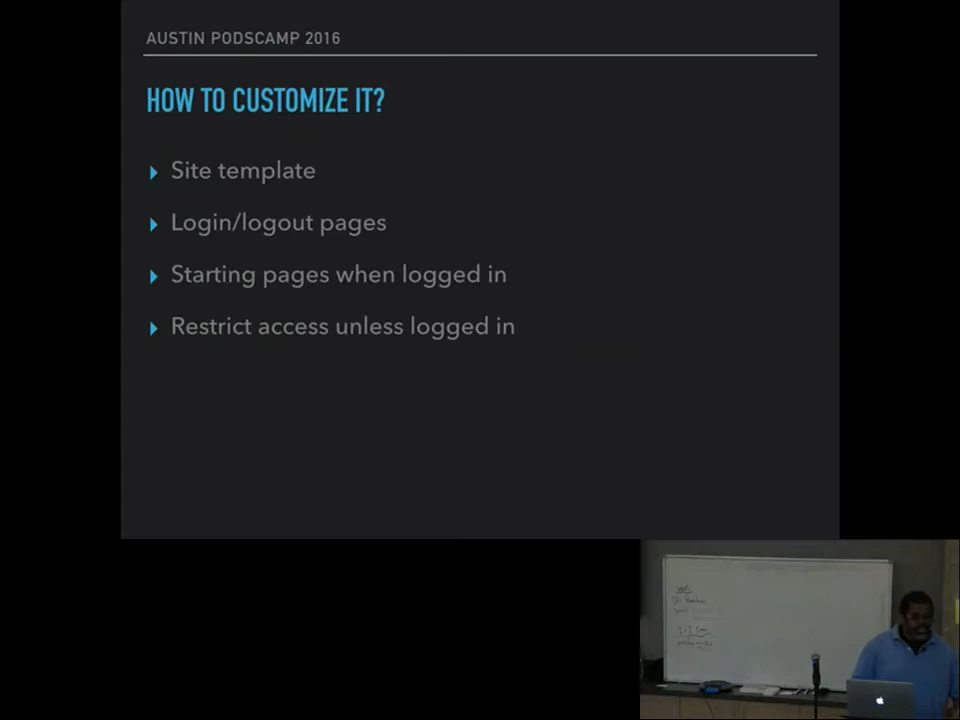 AUSTIN PODSCAMP 2016
HOW TO CUSTOMIZE IT?
Site template
Login/logout pages
Starting pages when logged in
Restrict access unless logged in